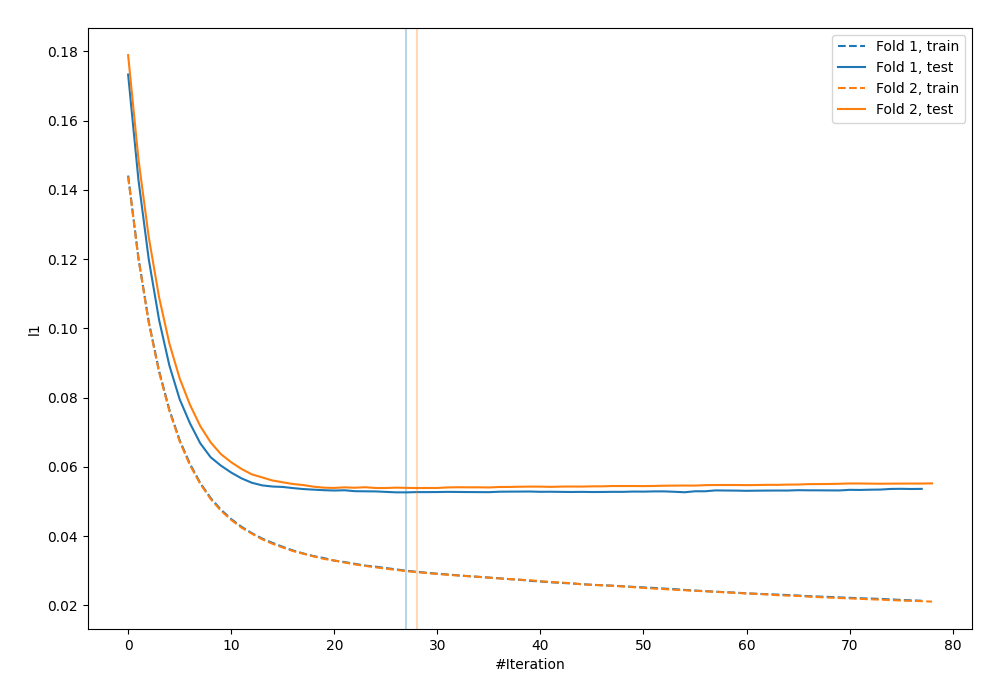 0.18
0.16
0.14
0.12
0.10
0.08
0.06
0.04
0.02
l1
0 10 20 30 40 50 60 70 80
#Iteration
Fold 1, train
Fold 1, test
Fold 2, train
Fold 2, test